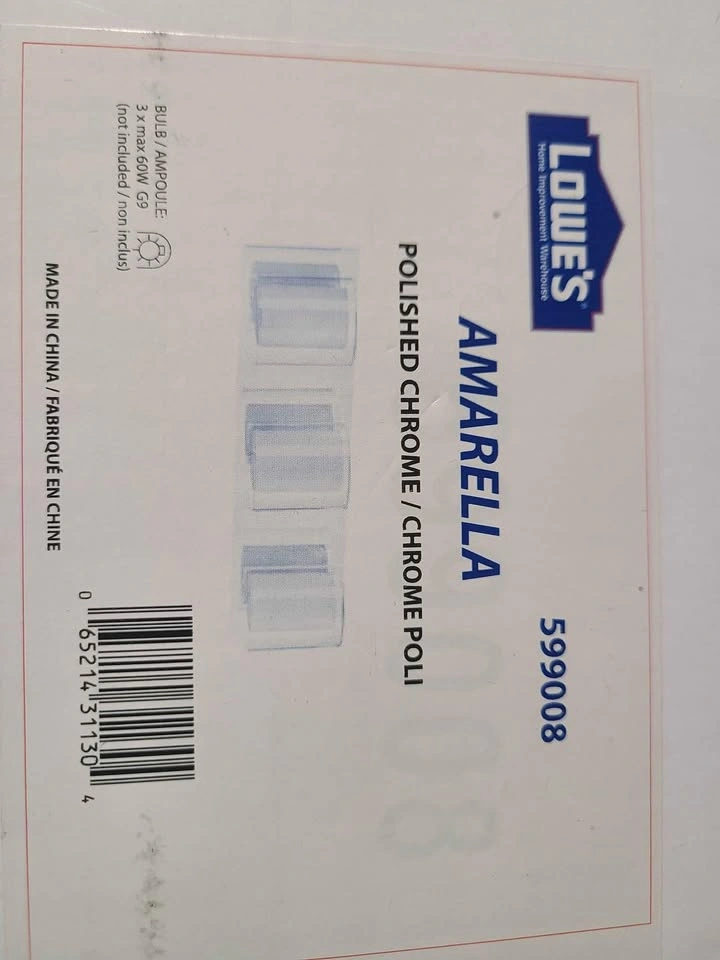 LOWE'S
Home Improvement Warehouse
599008
AMARELLA
POLISHED CHROME / CHROME POLI
BULB / AMPOULE:
3 x max 60W G9
(not included / non inclus)
MADE IN CHINA / FABRIQUÉ EN CHINE
0 65214 31130 4